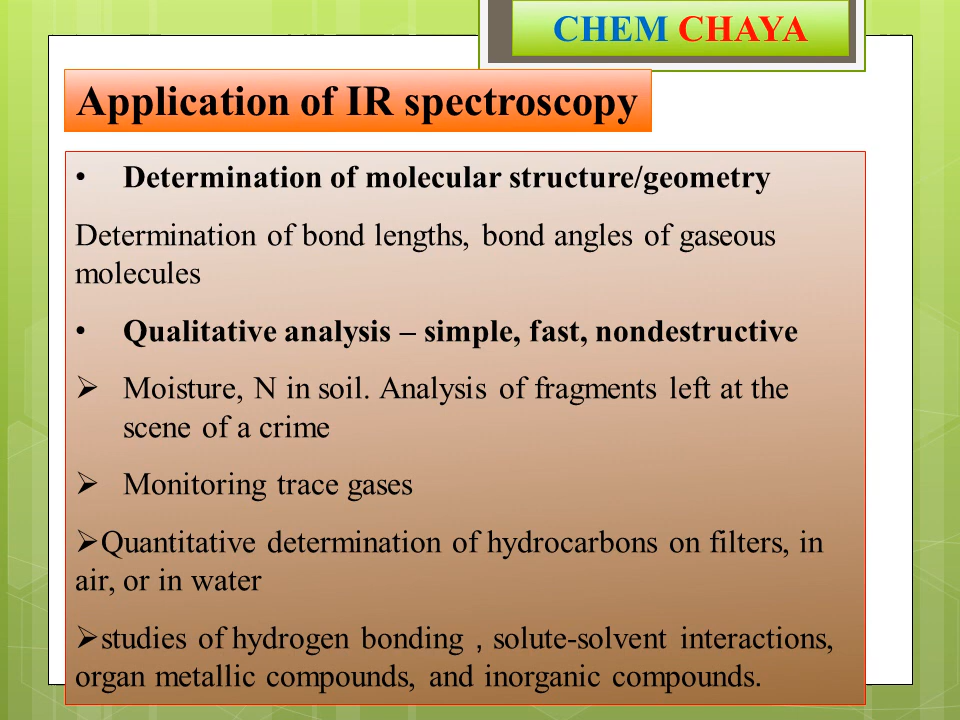 CHEM CHAYA
Application of IR spectroscopy
• Determination of molecular structure/geometry
Determination of bond lengths, bond angles of gaseous
molecules
• Qualitative analysis – simple, fast, nondestructive
➢ Moisture, N in soil. Analysis of fragments left at the
scene of a crime
➢ Monitoring trace gases
➢Quantitative determination of hydrocarbons on filters, in
air, or in water
➢studies of hydrogen bonding , solute-solvent interactions,
organ metallic compounds, and inorganic compounds.